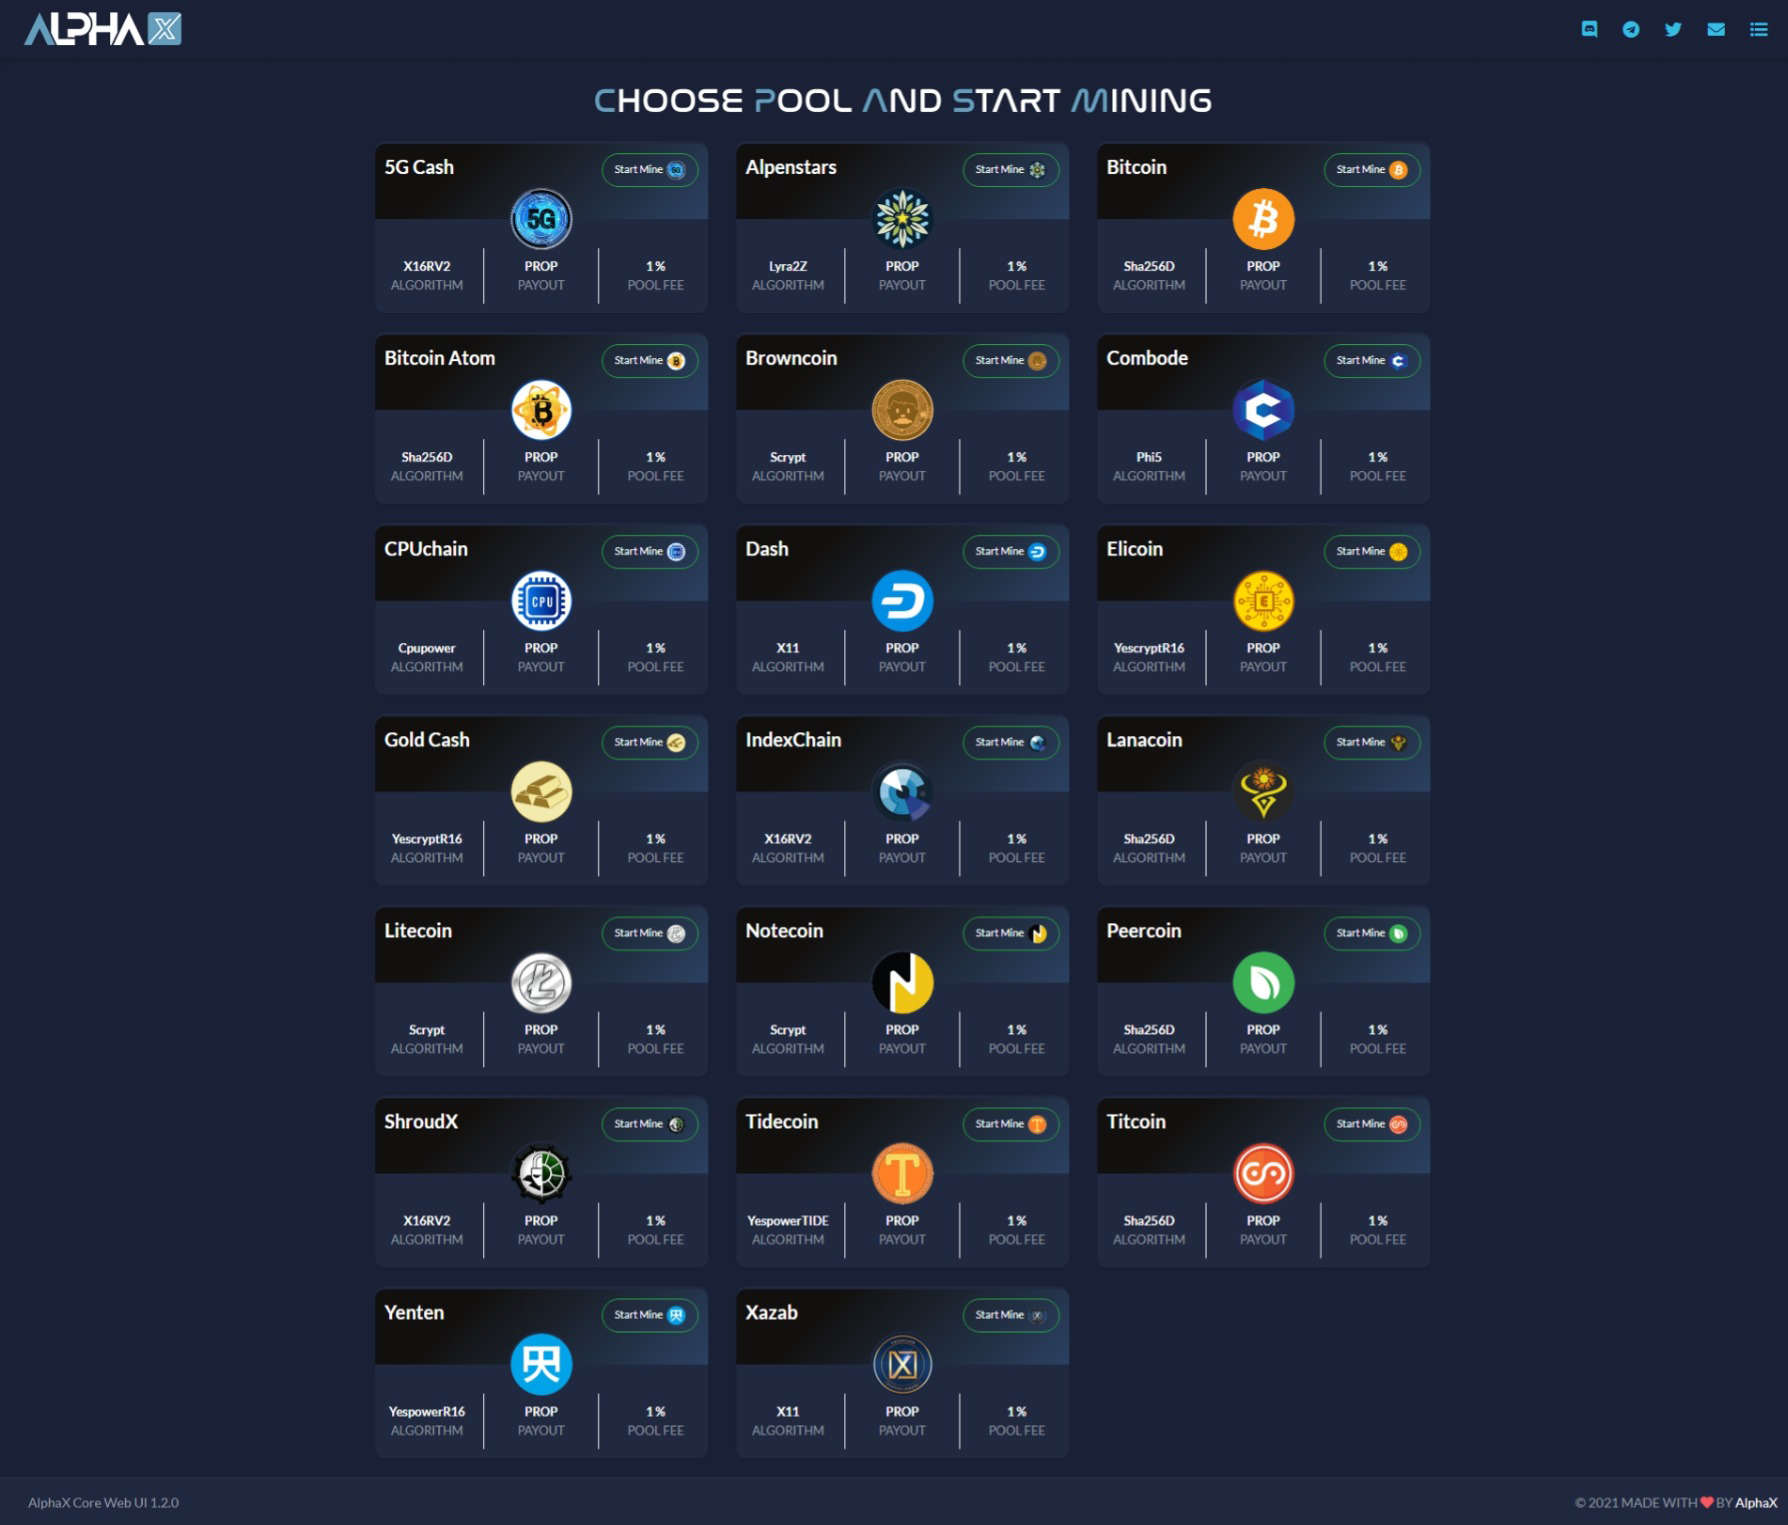 ALPHA X
CHOOSE POOL AND START MINING
5G Cash
Start Mine
5G
X16RV2
ALGORITHM
PROP
PAYOUT
1 %
POOL FEE
Alpenstars
Start Mine
Lyra2Z
ALGORITHM
PROP
PAYOUT
1 %
POOL FEE
Bitcoin
Start Mine
Sha256D
ALGORITHM
PROP
PAYOUT
1 %
POOL FEE
Bitcoin Atom
Start Mine
Sha256D
ALGORITHM
PROP
PAYOUT
1 %
POOL FEE
Browncoin
Start Mine
Scrypt
ALGORITHM
PROP
PAYOUT
1 %
POOL FEE
Combode
Start Mine
Phi5
ALGORITHM
PROP
PAYOUT
1 %
POOL FEE
CPUchain
Start Mine
CPU
Cpupower
ALGORITHM
PROP
PAYOUT
1 %
POOL FEE
Dash
Start Mine
X11
ALGORITHM
PROP
PAYOUT
1 %
POOL FEE
Elicoin
Start Mine
E
YescryptR16
ALGORITHM
PROP
PAYOUT
1 %
POOL FEE
Gold Cash
Start Mine
YescryptR16
ALGORITHM
PROP
PAYOUT
1 %
POOL FEE
IndexChain
Start Mine
X16RV2
ALGORITHM
PROP
PAYOUT
1 %
POOL FEE
Lanacoin
Start Mine
Sha256D
ALGORITHM
PROP
PAYOUT
1 %
POOL FEE
Litecoin
Start Mine
Scrypt
ALGORITHM
PROP
PAYOUT
1 %
POOL FEE
Notecoin
Start Mine
Scrypt
ALGORITHM
PROP
PAYOUT
1 %
POOL FEE
Peercoin
Start Mine
Sha256D
ALGORITHM
PROP
PAYOUT
1 %
POOL FEE
ShroudX
Start Mine
X16RV2
ALGORITHM
PROP
PAYOUT
1 %
POOL FEE
Tidecoin
Start Mine
T
YespowerTIDE
ALGORITHM
PROP
PAYOUT
1 %
POOL FEE
Titcoin
Start Mine
Sha256D
ALGORITHM
PROP
PAYOUT
1 %
POOL FEE
Yenten
Start Mine
YespowerR16
ALGORITHM
PROP
PAYOUT
1 %
POOL FEE
Xazab
Start Mine
X
X11
ALGORITHM
PROP
PAYOUT
1 %
POOL FEE
AlphaX Core Web UI 1.2.0
© 2021 MADE WITH ❤ BY AlphaX